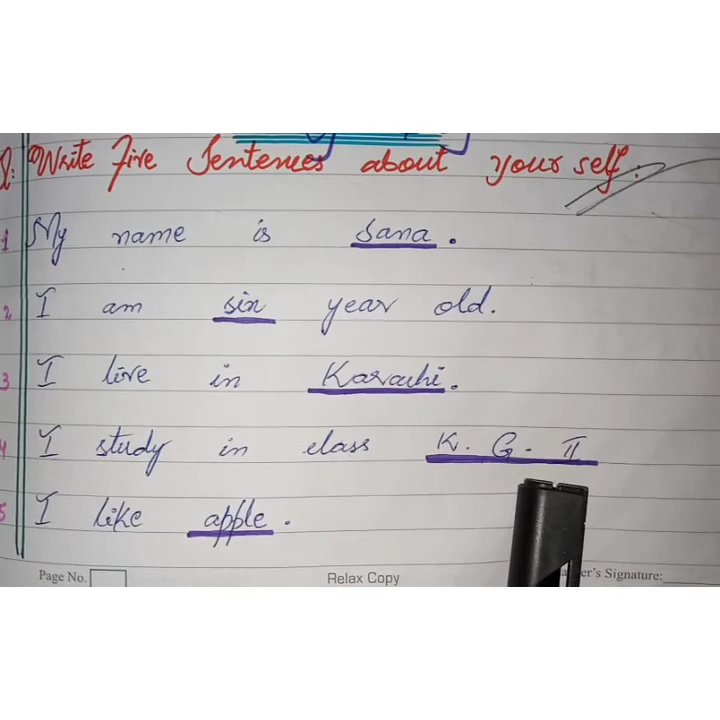 Q: Write Five Sentences about your self.
1 My name is Sana.
2 I am six year old.
3 I live in Karachi.
4 I study in class K. G - II
5 I like apple.
Page No. Relax Copy Signature: